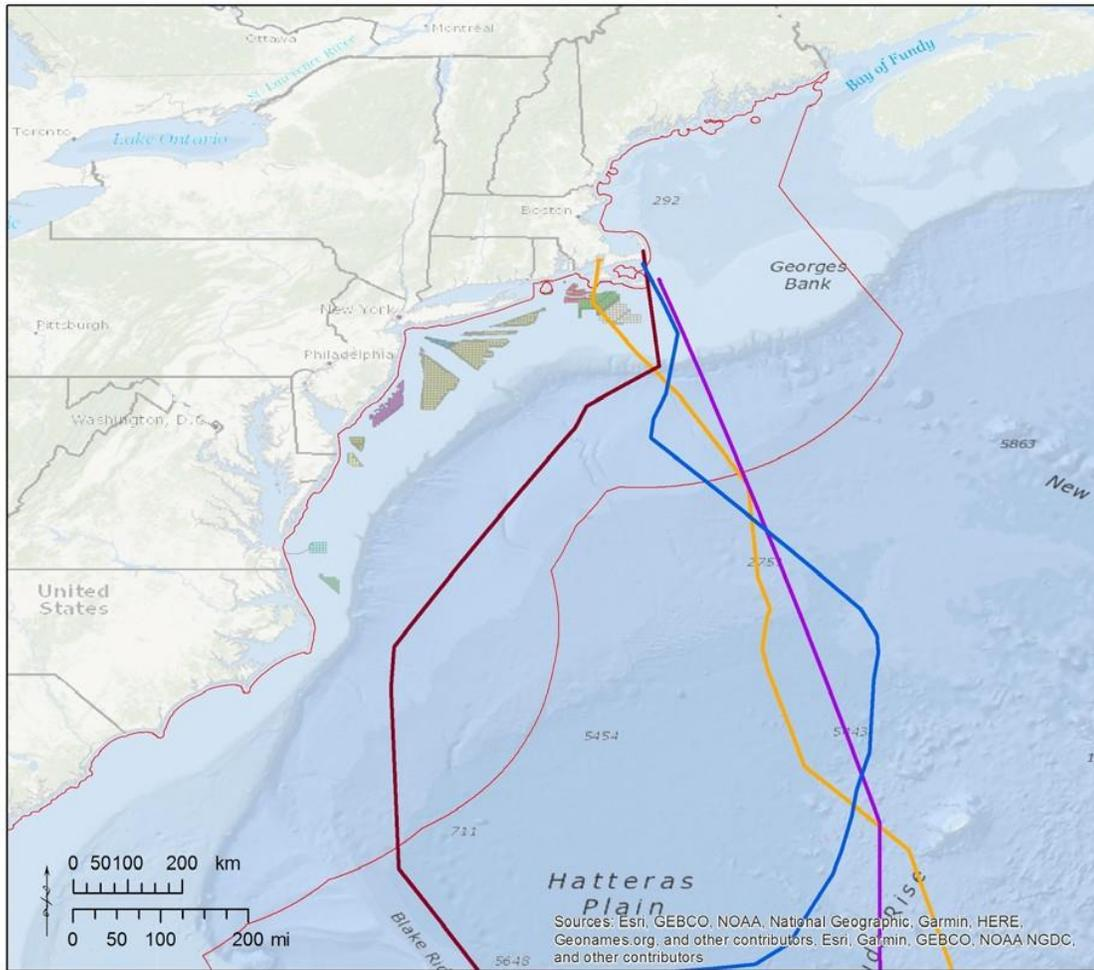 Ottawa
Montréal
St. Lawrence River
Bay of Fundy
Toronto
Lake Ontario
292
Boston
Georges
Bank
New York
Pittsburgh
Philadelphia
Washington, D.C.
5863
New
2751
United
States
5454
5443
711
0 50100 200 km
Hatteras
Plain
Rise
0 50 100 200 mi
Blake
5648
Sources: Esri, GEBCO, NOAA, National Geographic, Garmin, HERE,
Geonames.org, and other contributors, Esri, Garmin, GEBCO, NOAA NGDC,
and other contributors